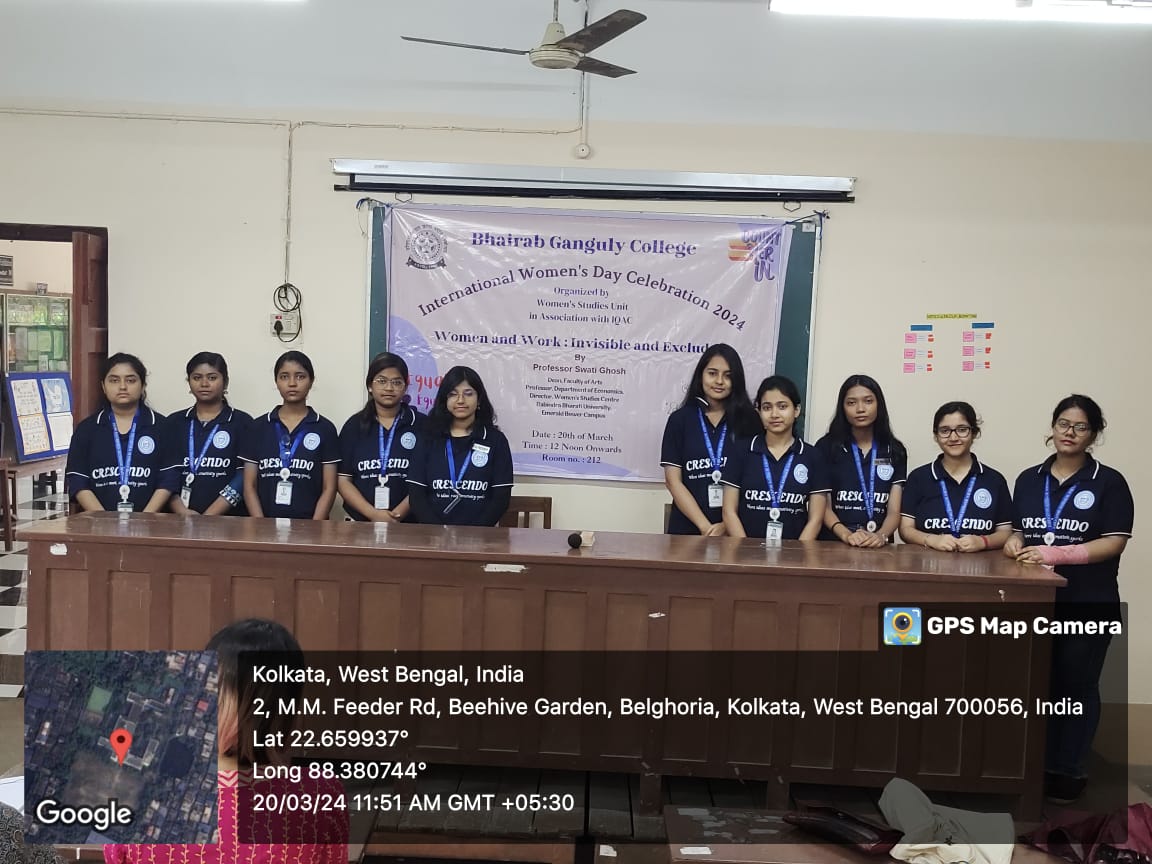 Bhairab Ganguly College
International Women's Day Celebration 2024
Organized by
Women's Studies Unit
in Association with IQAC
Women and Work : Invisible and
By
Professor Swati Ghosh
Dean, Faculty of Arts
Professor, Department of Economics.
Director, Women's Studies Centre
Rabindra Bharati University.
Emerald Bower Campus
Date : 20th of March
Time : 12 Noon Onwards
Room no. : 212
CRESCENDO
CRESCENDO
CRESCENDO
CRESCENDO
CRESCENDO
CRESCENDO
CRESCENDO
GPS Map Camera
Kolkata, West Bengal, India
2, M.M. Feeder Rd, Beehive Garden, Belghoria, Kolkata, West Bengal 700056, India
Lat 22.659937°
Long 88.380744°
20/03/24 11:51 AM GMT +05:30
Google